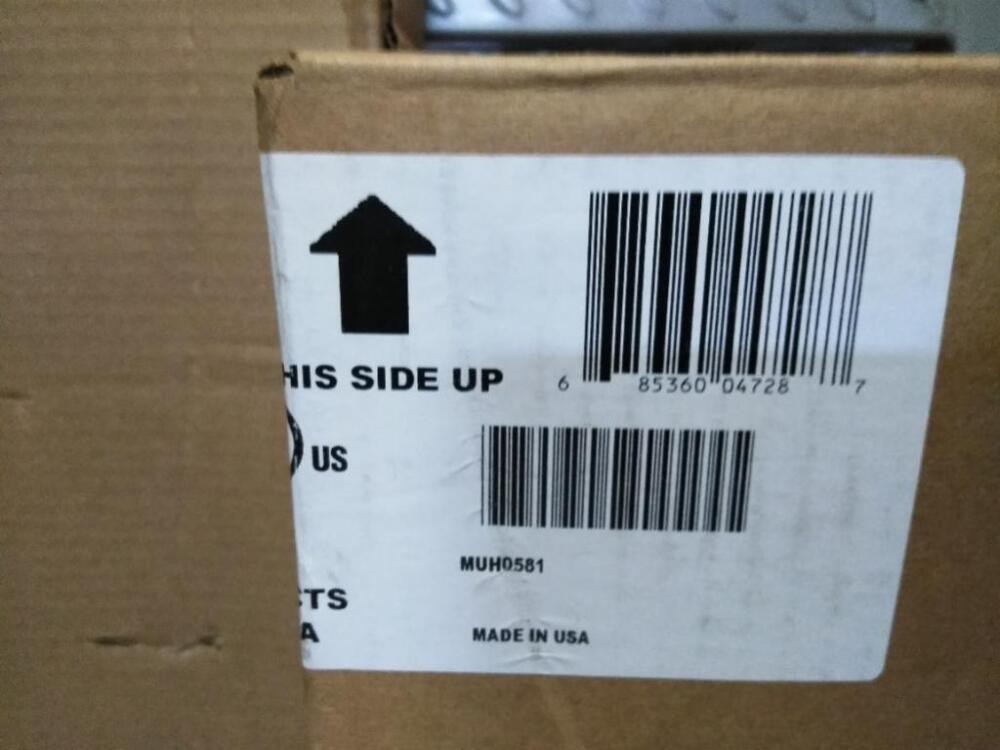 HIS SIDE UP
6 85360 04728 7
US
MUH0581
CTS
A
MADE IN USA